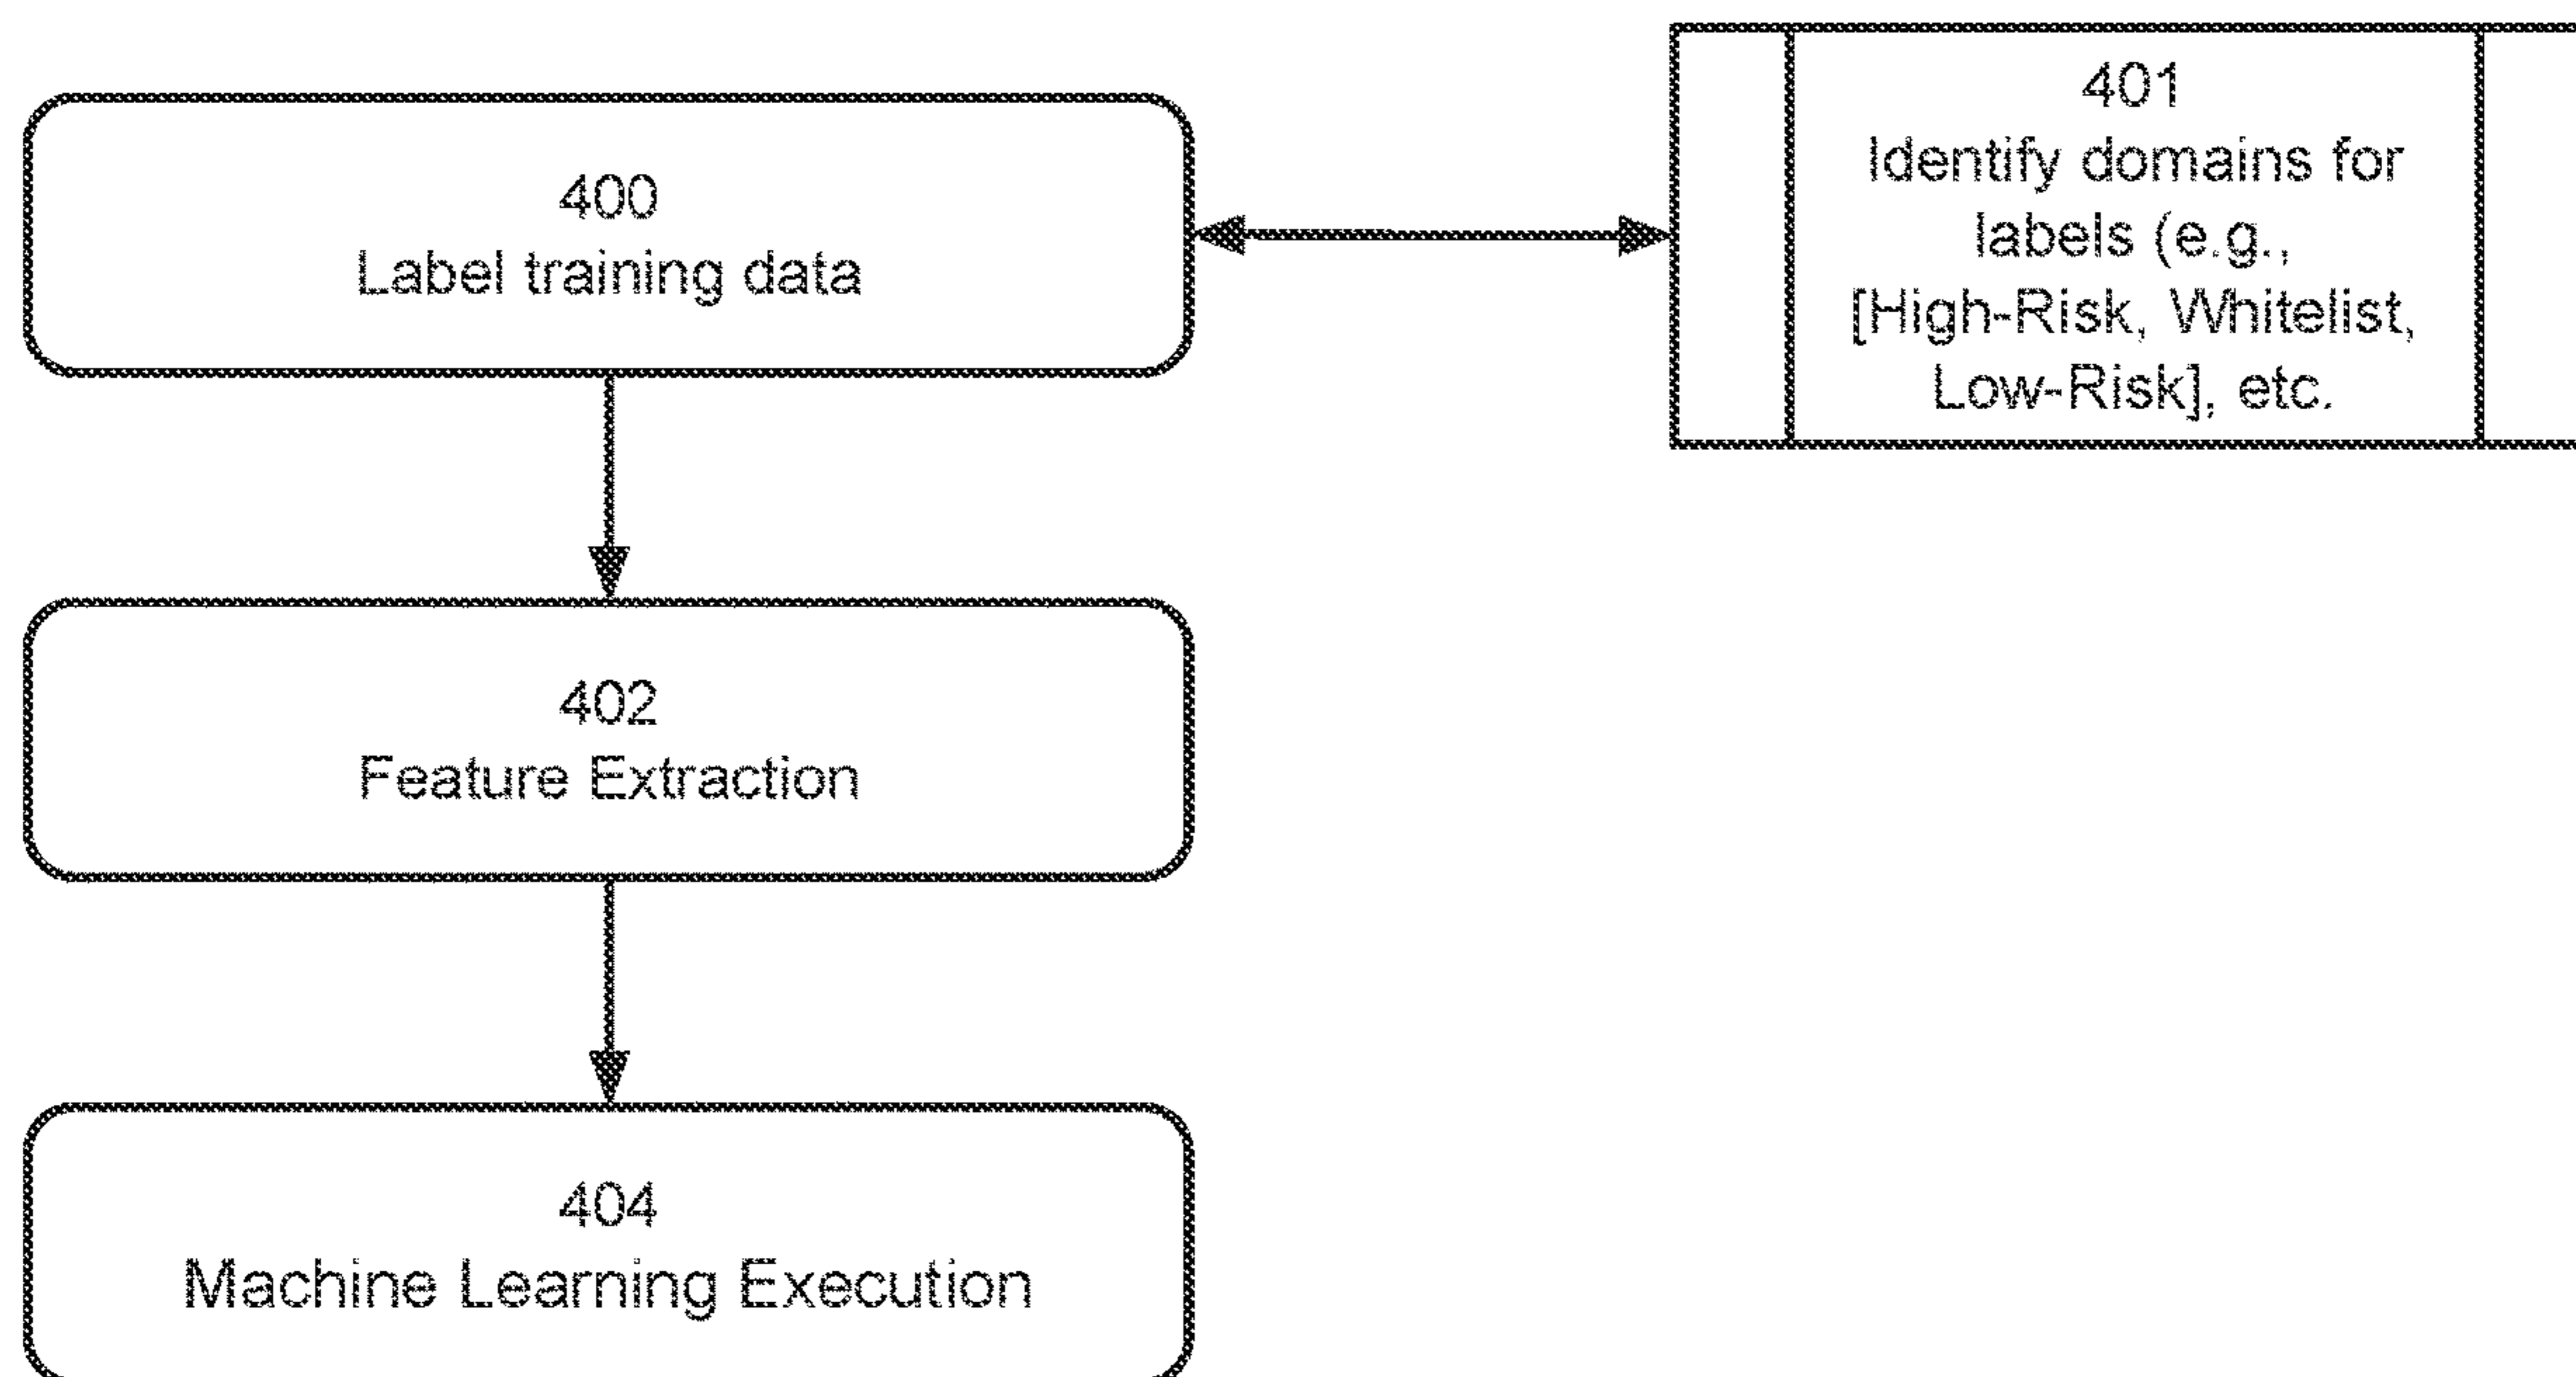 400
Label training data
401
Identify domains for
labels (e.g.,
[High-Risk, Whitelist,
Low-Risk], etc.
402
Feature Extraction
404
Machine Learning Execution